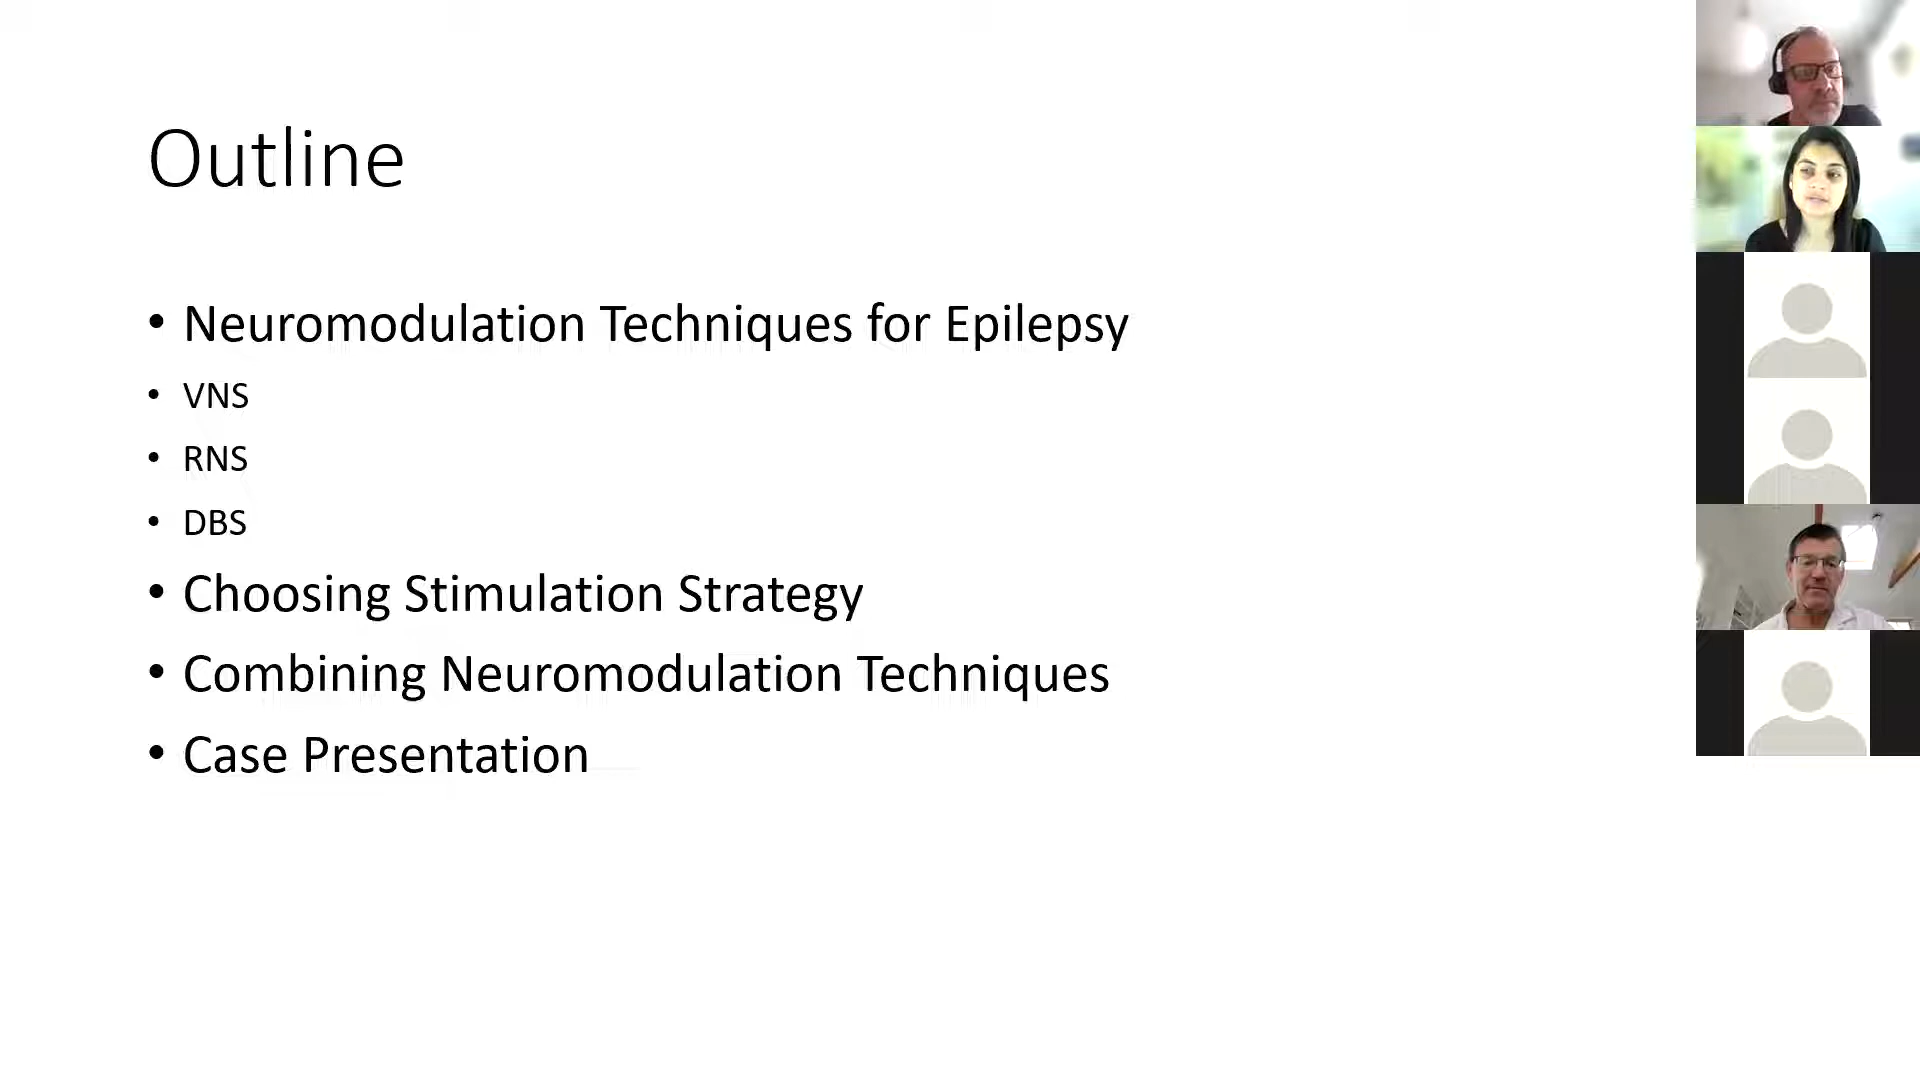 Outline
• Neuromodulation Techniques for Epilepsy
• VNS
• RNS
• DBS
• Choosing Stimulation Strategy
• Combining Neuromodulation Techniques
• Case Presentation